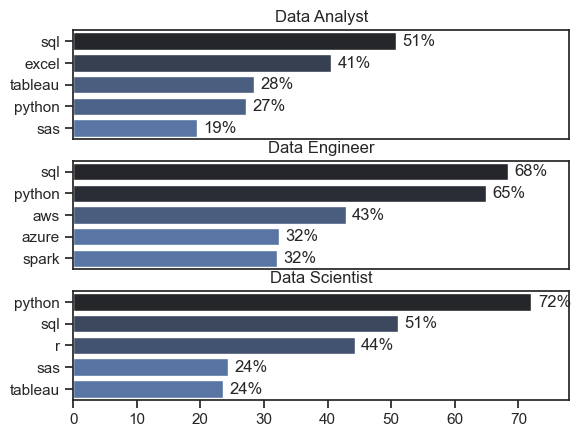 Data Analyst
sql 51%
excel 41%
tableau 28%
python 27%
sas 19%
Data Engineer
sql 68%
python 65%
aws 43%
azure 32%
spark 32%
Data Scientist
python 72%
sql 51%
r 44%
sas 24%
tableau 24%
0 10 20 30 40 50 60 70